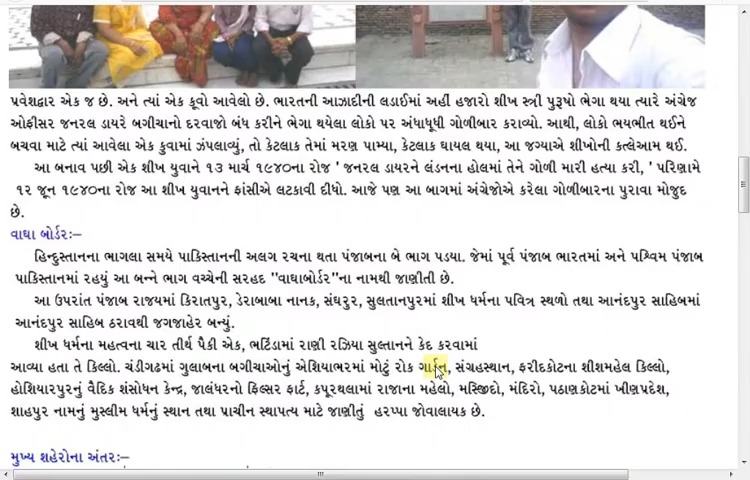 પ્રવેશદ્વાર એક જ છે. અને ત્યાં એક કૂવો આવેલો છે. ભારતની આઝાદીની લડાઈમાં અહીં હજારો શીખ સ્ત્રી પુરૂષો ભેગા થયા ત્યારે અંગ્રેજ
ઓફીસર જનરલ ડાયરે બગીચાનો દરવાજો બંધ કરીને ભેગા થયેલા લોકો પર અંધાધૂધી ગોળીબાર કરાવ્યો. આથી, લોકો ભયભીત થઈને
બચવા માટે ત્યાં આવેલા એક કુવામાં ઝંપલાવ્યું, તો કેટલાક તેમાં મરણ પામ્યા, કેટલાક ઘાયલ થયા, આ જગ્યાએ શીખોની કત્લેઆમ થઈ.
આ બનાવ પછી એક શીખ યુવાને ૧૩ માર્ચ ૧૯૪૦ના રોજ ' જનરલ ડાયરને લંડનના હોલમાં તેને ગોળી મારી હત્યા કરી, ' પરિણામે
૧૨ જૂન ૧૯૪૦ના રોજ આ શીખ યુવાનને ફાંસીએ લટકાવી દીધો. આજે પણ આ બાગમાં અંગ્રેજોએ કરેલા ગોળીબારના પુરાવા મોજુદ
છે.
વાઘા બોર્ડર:–
હિન્દુસ્તાનના ભાગલા સમયે પાકિસ્તાનની અલગ રચના થતા પંજાબના બે ભાગ પડયા. જેમાં પૂર્વ પંજાબ ભારતમાં અને પશ્ચિમ પંજાબ
પાકિસ્તાનમાં રહયું આ બન્ને ભાગ વચ્ચેની સરહદ "વાઘાબોર્ડર"ના નામથી જાણીતી છે.
આ ઉપરાંત પંજાબ રાજયમાં કિરાતપુર, ડેરાબાબા નાનક, સંઘરુર, સુલતાનપુરમાં શીખ ધર્મના પવિત્ર સ્થળો તથા આનંદપુર સાહિબમાં
આનંદપુર સાહિબ ઠરાવથી જગજાહેર બન્યું.
શીખ ધર્મના મહત્વના ચાર તીર્થ પૈકી એક, ભટિંડામાં રાણી રઝિયા સુલ્તાનને કેદ કરવામાં
આવ્યા હતા તે કિલ્લો. ચંડીગઢમાં ગુલાબના બગીચાઓનું એશિયાભરમાં મોટું રોક ગાર્ડન, સંગ્રહસ્થાન, ફરીદકોટના શીશમહેલ કિલ્લો,
હોશિયારપુરનું વૈદિક શંસોધન કેન્દ્ર, જાલંધરનો ફિલ્સર ફાર્ટ, કપૂરથલામાં રાજાના મહેલો, મસ્જિદો, મંદિરો, પઠાણકોટમાં ખીણપ્રદેશ,
શાહપુર નામનું મુસ્લીમ ધર્મનું સ્થાન તથા પ્રાચીન સ્થાપત્ય માટે જાણીતું હરપ્પા જોવાલાયક છે.
મુખ્ય શહેરોના અંતર:–